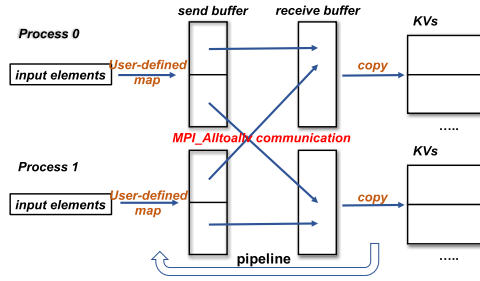 send buffer
receive buffer
KVs
Process 0
input elements
User-defined
map
copy
…..
MPI_Alltoallv communication
Process 1
input elements
User-defined
map
copy
KVs
…..
pipeline